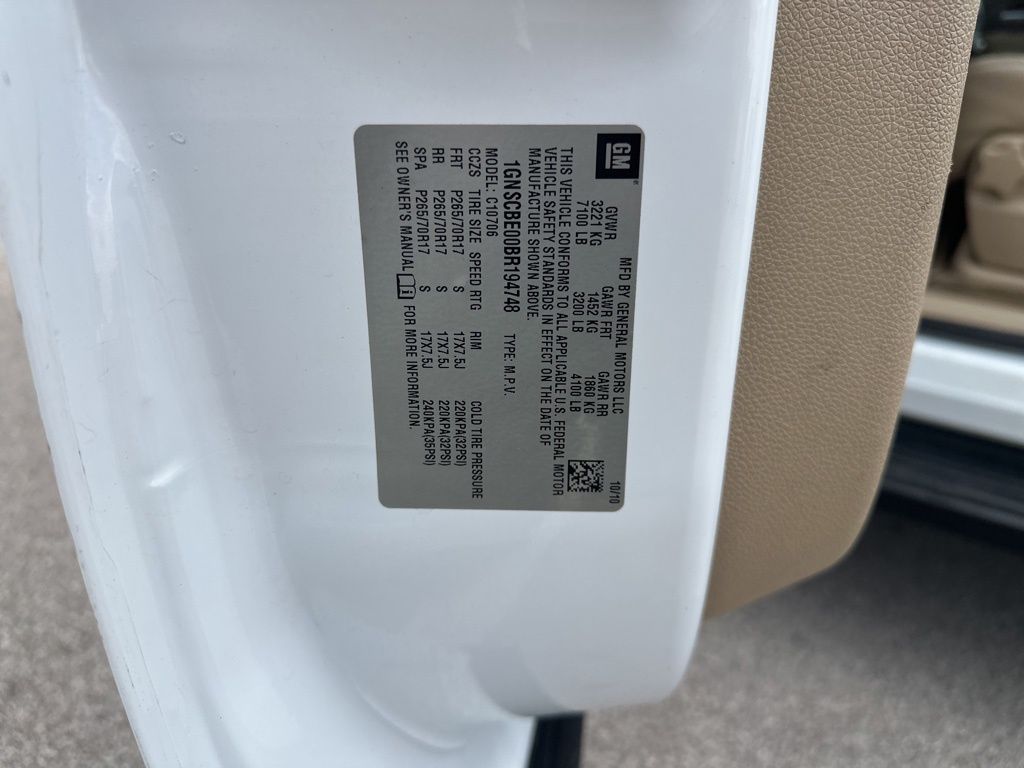 GM
MFD BY GENERAL MOTORS LLC 10/10
GVWR GAWR FRT GAWR RR
3221 KG 1452 KG 1860 KG
7100 LB 3200 LB 4100 LB
THIS VEHICLE CONFORMS TO ALL APPLICABLE U.S. FEDERAL MOTOR
VEHICLE SAFETY STANDARDS IN EFFECT ON THE DATE OF
MANUFACTURE SHOWN ABOVE.
1GNSCBE00BR194748 TYPE: M.P.V.
MODEL: C10706
CCZS TIRE SIZE SPEED RTG RIM COLD TIRE PRESSURE
FRT P265/70R17 S 17X7.5J 220KPA(32PSI)
RR P265/70R17 S 17X7.5J 220KPA(32PSI)
SPA P265/70R17 S 17X7.5J 240KPA(35PSI)
SEE OWNER'S MANUAL FOR MORE INFORMATION.